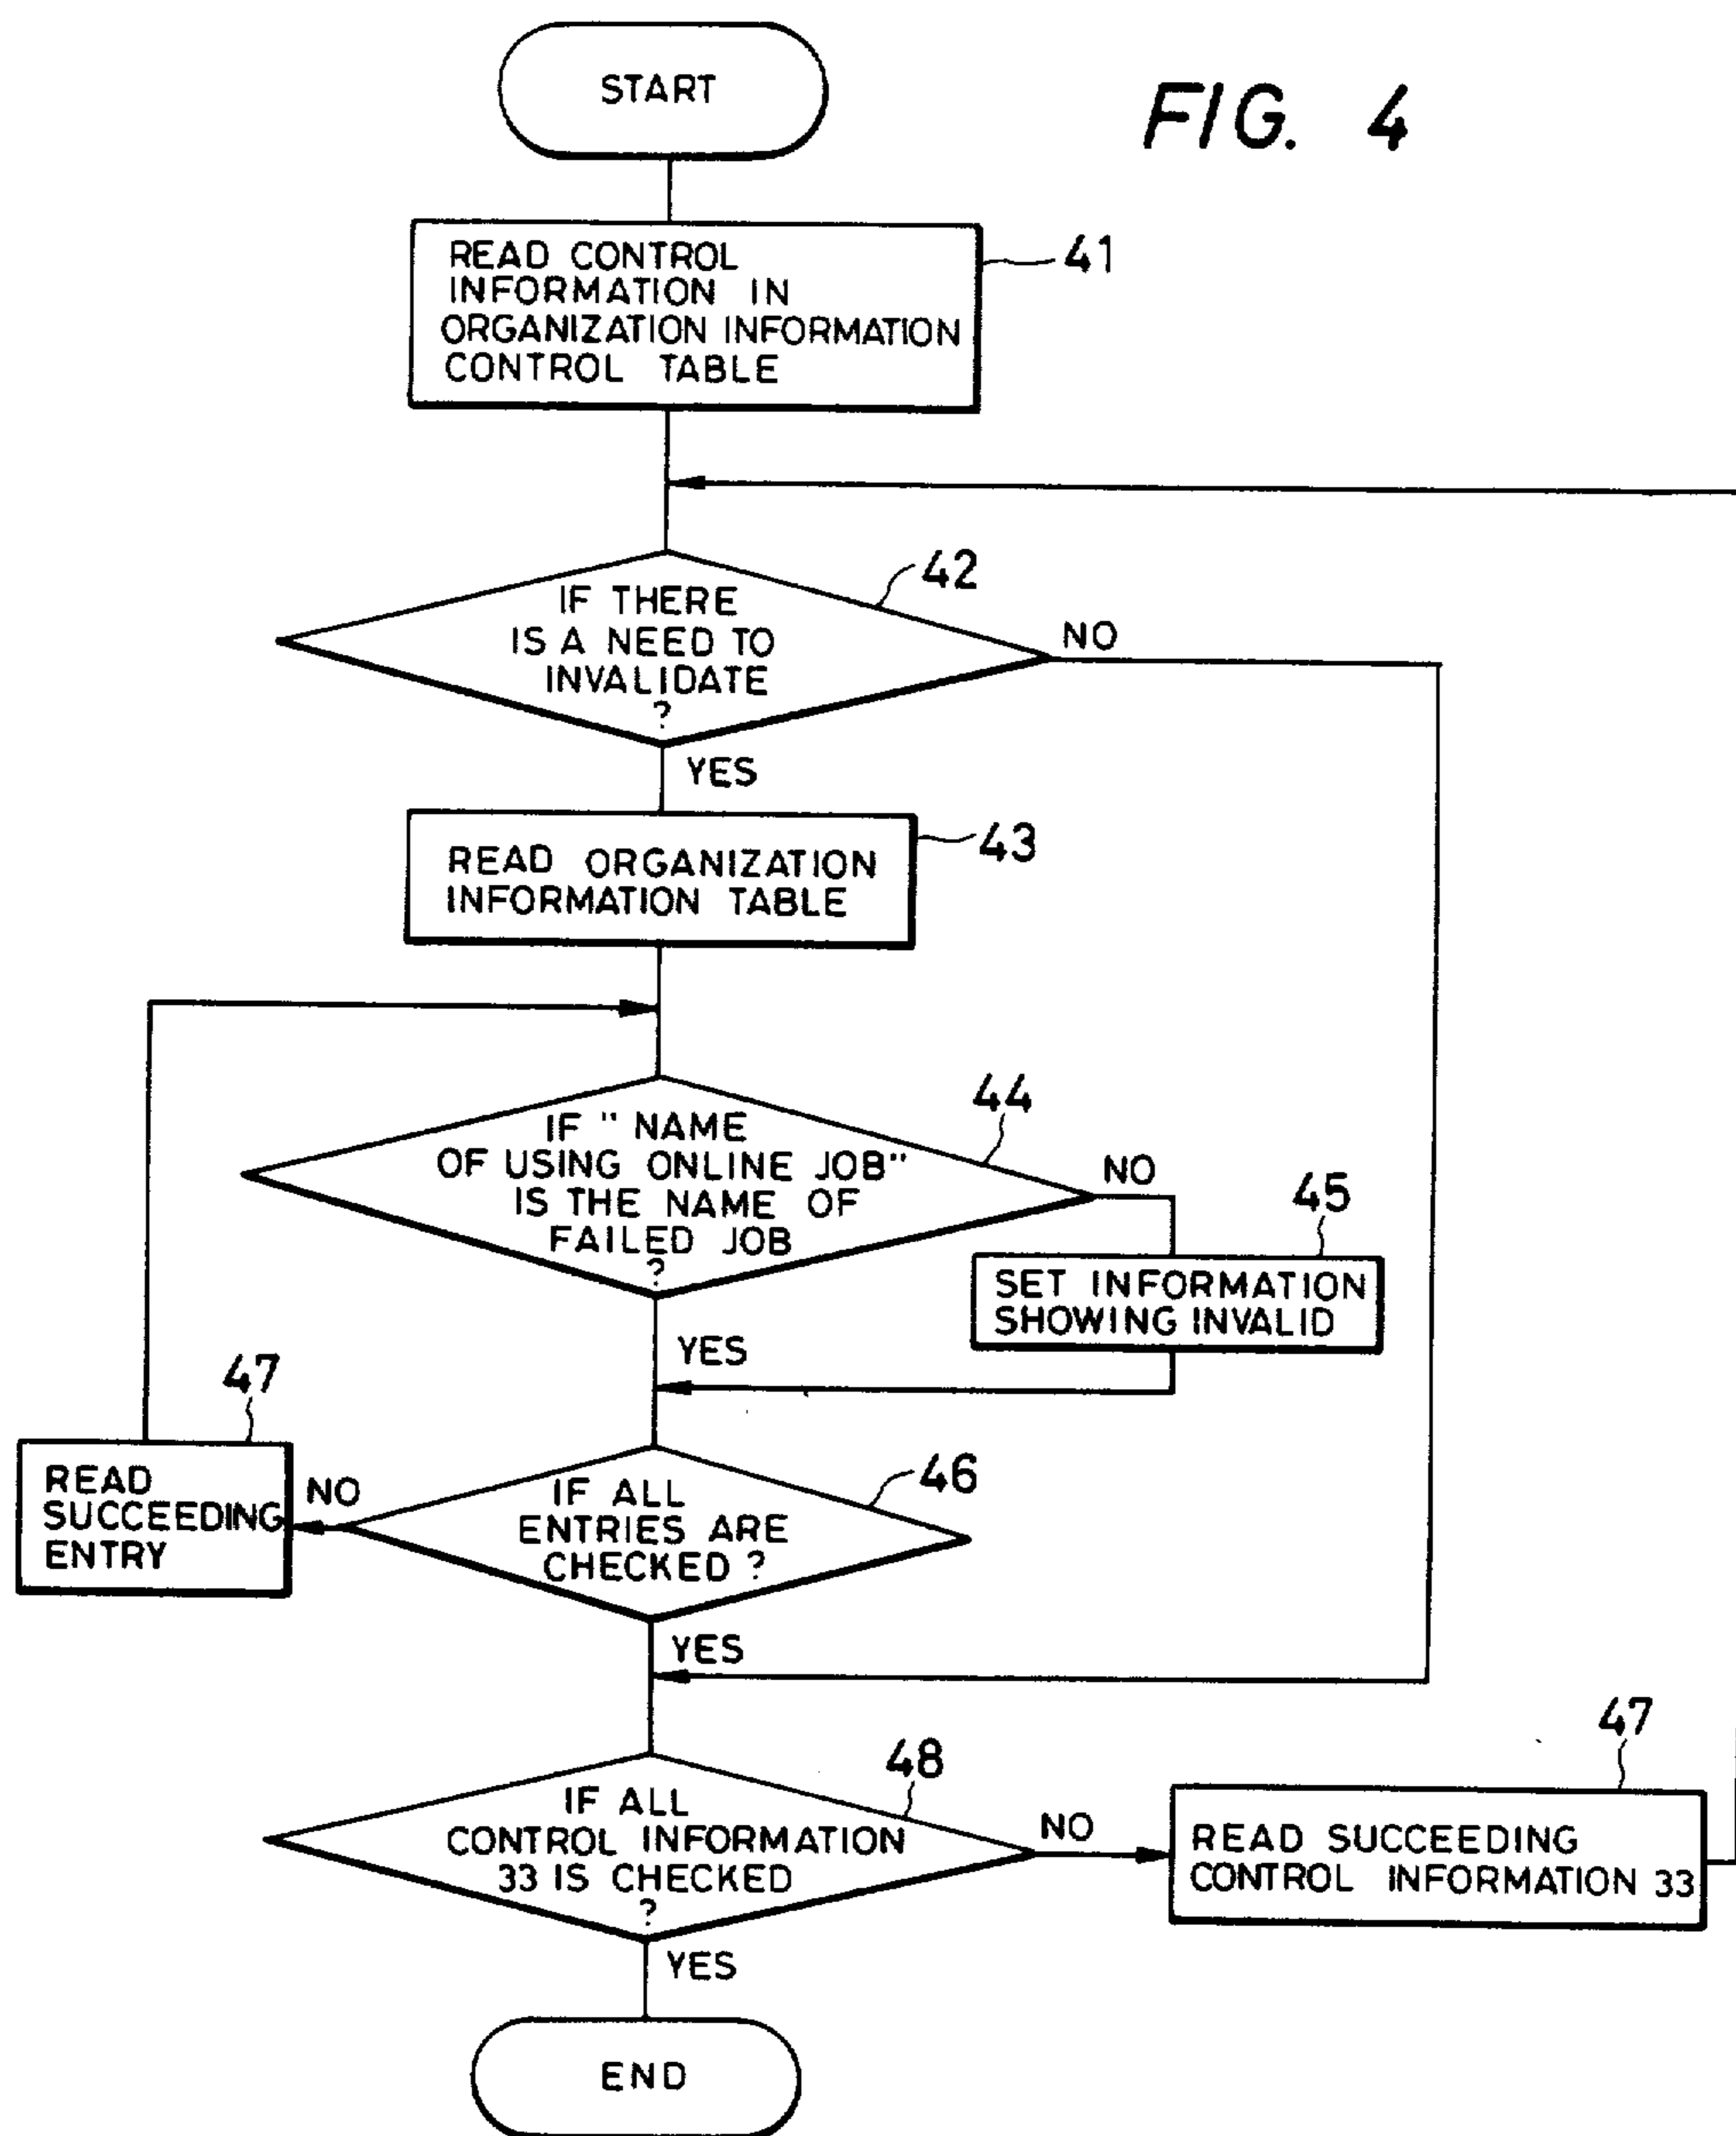 START
FIG. 4
READ CONTROL
INFORMATION IN
ORGANIZATION INFORMATION
CONTROL TABLE
41
42
IF THERE
IS A NEED TO
INVALIDATE
?
NO
YES
43
READ ORGANIZATION
INFORMATION TABLE
44
IF "NAME
OF USING ONLINE JOB"
IS THE NAME OF
FAILED JOB
?
NO
45
SET INFORMATION
SHOWING INVALID
YES
47
READ
SUCCEEDING
ENTRY
NO
46
IF ALL
ENTRIES ARE
CHECKED ?
YES
48
IF ALL
CONTROL INFORMATION
33 IS CHECKED
?
NO
47
READ SUCCEEDING
CONTROL INFORMATION 33
YES
END